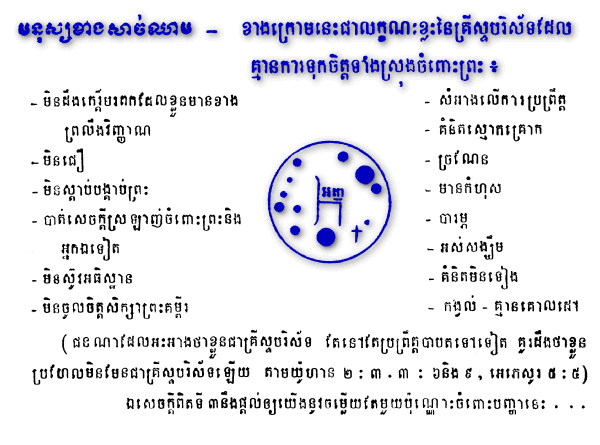 មនុស្សខាងសាច់ឈាម – ខាងក្រោមនេះជាលក្ខណៈខ្លះនៃគ្រីស្ទបរិស័ទដែល
គ្មានការទុកចិត្តទាំងស្រុងចំពោះព្រះ ៖
- មិនដឹងកេរ្តិ៍មរតកដែលខ្លួនមានខាង
ព្រលឹងវិញ្ញាណ
- មិនជឿ
- មិនស្តាប់បង្គាប់ព្រះ
- បាត់សេចក្តីស្រឡាញ់ចំពោះព្រះនិង
អ្នកឯទៀត
- មិនសូវអធិស្ឋាន
- មិនចូលចិត្តសិក្សាព្រះគម្ពីរ
អត្តា
- សំអាងលើការប្រព្រឹត្ត
- គំនិតស្មោកគ្រោក
- ច្រណែន
- មានកំហុស
- បារម្ភ
- អស់សង្ឃឹម
- គំនិតមិនទៀង
- កង្វល់ - គ្មានគោលដៅ
( ជនណាដែលអះអាងថាខ្លួនជាគ្រីស្ទបរិស័ទ តែនៅតែប្រព្រឹត្តបាបតទៅទៀត គួរដឹងថាខ្លួន
ប្រហែលមិនមែនជាគ្រីស្ទបរិស័ទឡើយ តាមយ៉ូហាន ២ : ៣. ៣ : ៦និង ៩ , អេភេសូរ ៥ : ៥)
ឯសេចក្តីពិតទី ៣នឹងផ្តល់ឲ្យយើងនូវចម្លើយតែមួយប៉ុណ្ណោះចំពោះបញ្ហានេះ . . .